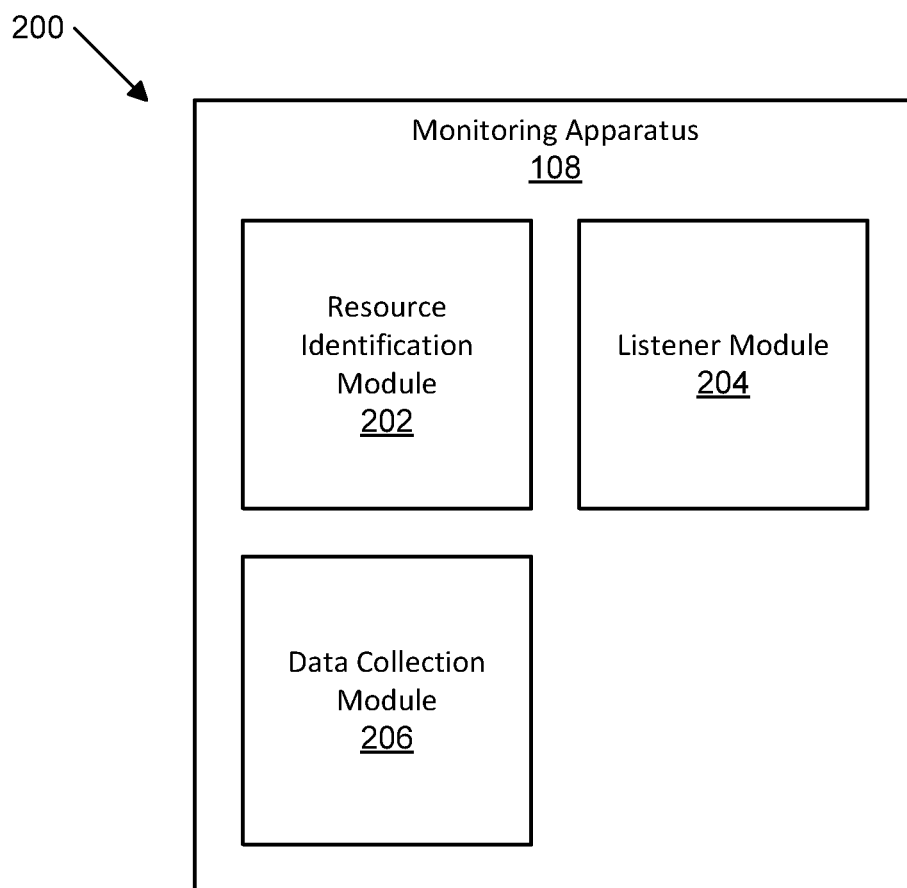 200
Monitoring Apparatus
108
Resource
Identification
Module
202
Listener Module
204
Data Collection
Module
206